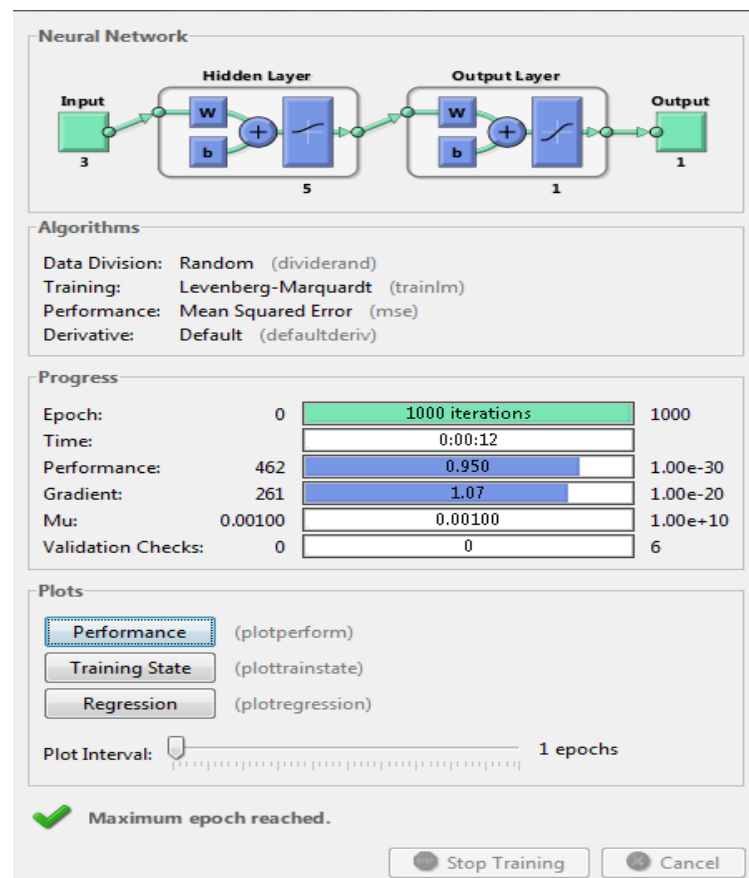 Neural Network
Hidden Layer Output Layer
Input Output
W W
b b
+ +
3 5 1 1
Algorithms
Data Division: Random (dividerand)
Training: Levenberg-Marquardt (trainlm)
Performance: Mean Squared Error (mse)
Derivative: Default (defaultderiv)
Progress
Epoch: 0 1000 iterations 1000
Time: 0:00:12
Performance: 462 0.950 1.00e-30
Gradient: 261 1.07 1.00e-20
Mu: 0.00100 0.00100 1.00e+10
Validation Checks: 0 0 6
Plots
Performance (plotperform)
Training State (plottrainstate)
Regression (plotregression)
Plot Interval: 1 epochs
Maximum epoch reached.
Stop Training Cancel